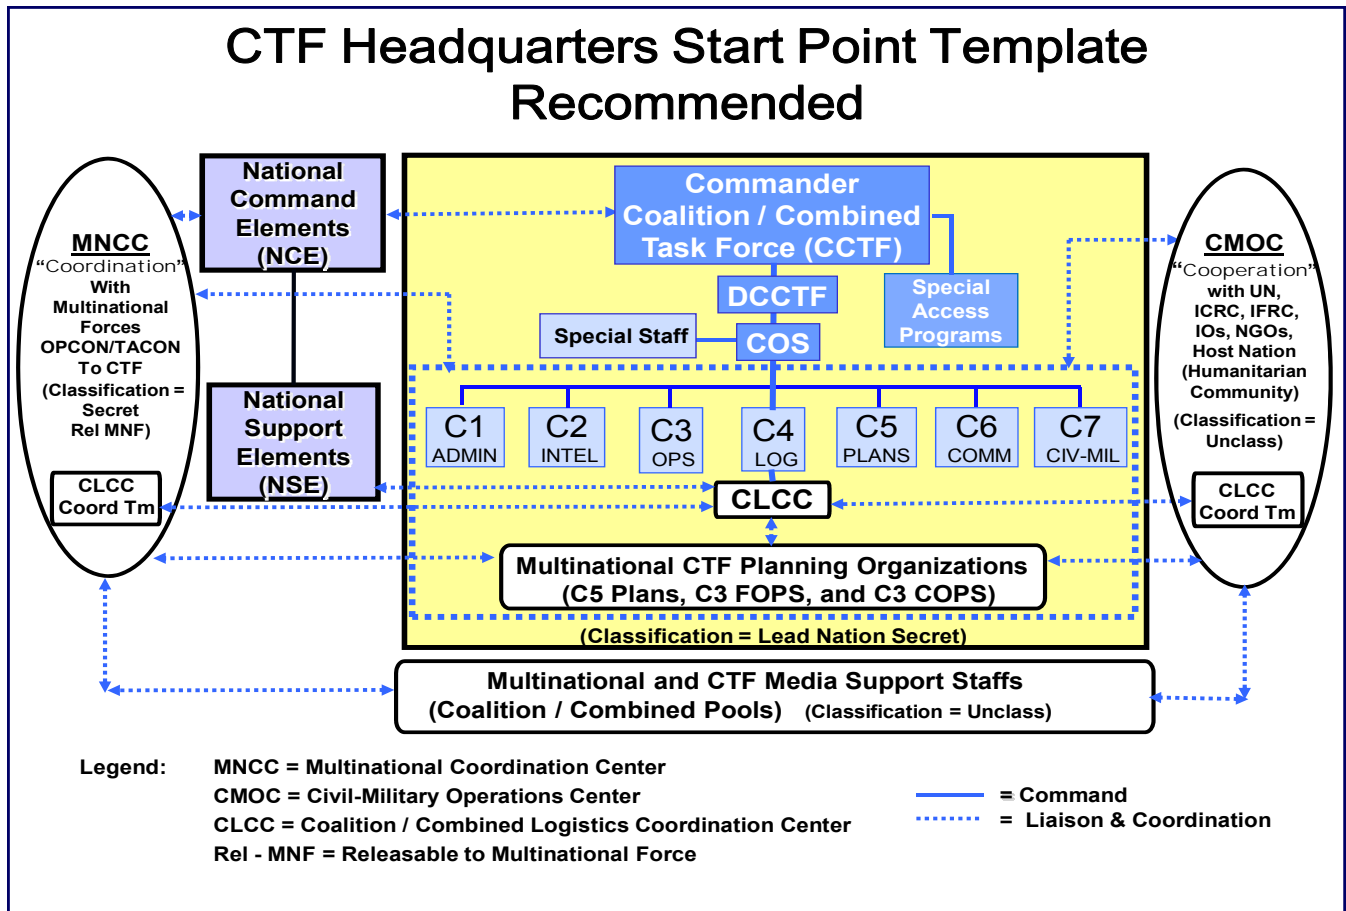 CTF Headquarters Start Point Template
Recommended
MNCC
“Coordination”
With
Multinational
Forces
OPCON/TACON
To CTF
(Classification =
Secret
Rel MNF)
CLCC
Coord Tm
National
Command
Elements
(NCE)
National
Support
Elements
(NSE)
Commander
Coalition / Combined
Task Force (CCTF)
DCCTF
Special Staff
COS
Special
Access
Programs
C1
ADMIN
C2
INTEL
C3
OPS
C4
LOG
C5
PLANS
C6
COMM
C7
CIV-MIL
CLCC
Multinational CTF Planning Organizations
(C5 Plans, C3 FOPS, and C3 COPS)
(Classification = Lead Nation Secret)
CMOC
“Cooperation”
with UN,
ICRC, IFRC,
IOs, NGOs,
Host Nation
(Humanitarian
Community)
(Classification =
Unclass)
CLCC
Coord Tm
Multinational and CTF Media Support Staffs
(Coalition / Combined Pools) (Classification = Unclass)
Legend:
MNCC = Multinational Coordination Center
CMOC = Civil-Military Operations Center
CLCC = Coalition / Combined Logistics Coordination Center
Rel - MNF = Releasable to Multinational Force
= Command
= Liaison & Coordination